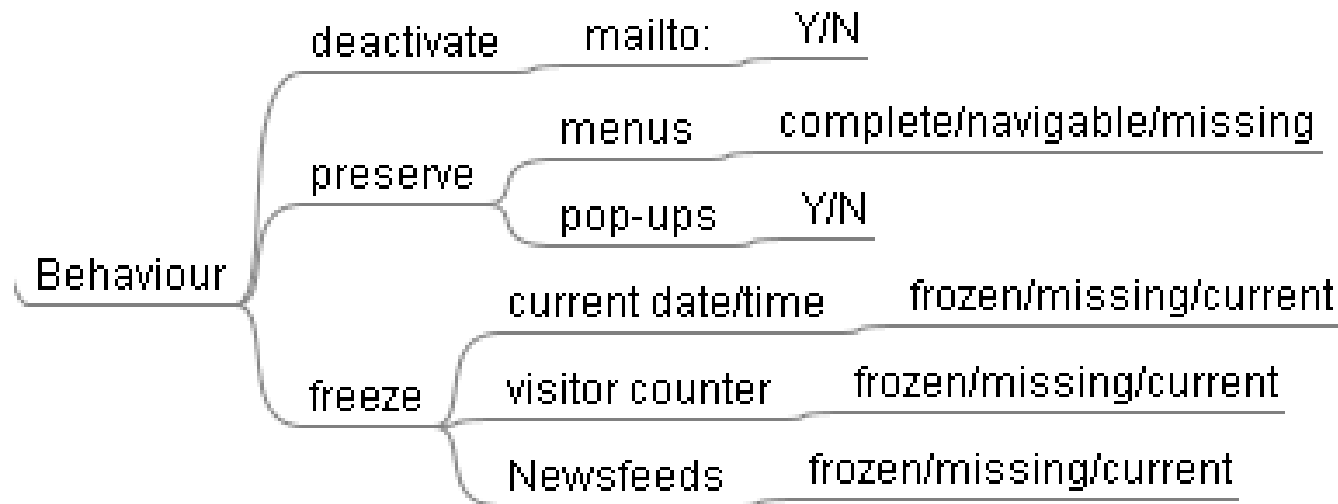 deactivate mailto: Y/N
menus complete/navigable/missing
preserve
pop-ups Y/N
Behaviour
current date/time frozen/missing/current
freeze visitor counter frozen/missing/current
Newsfeeds frozen/missing/current